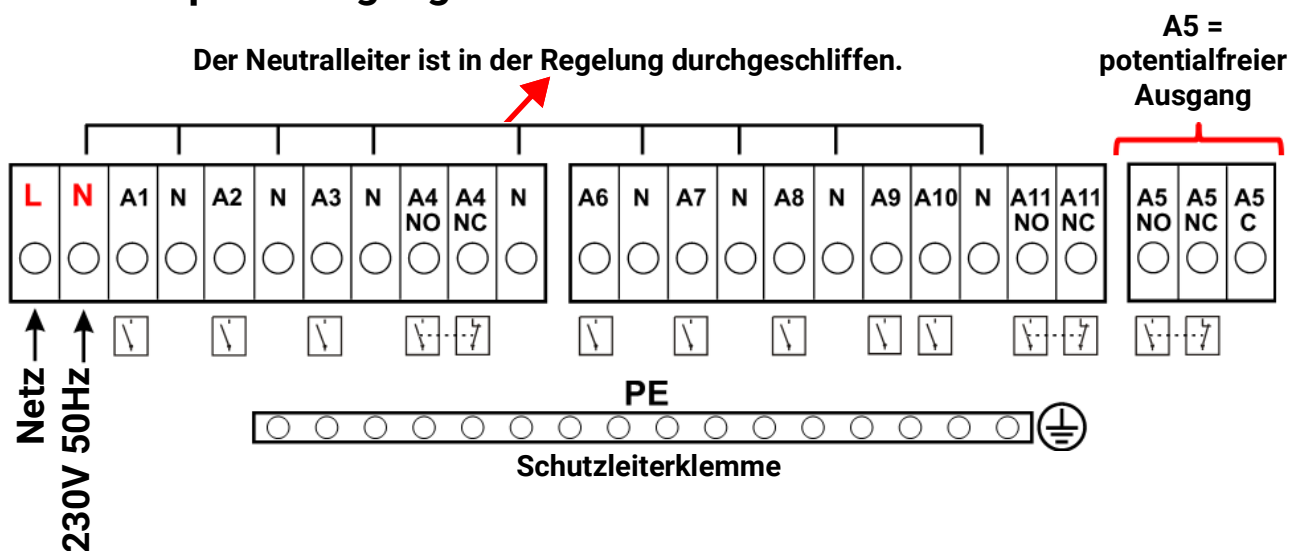 A5 =
potentialfreier
Ausgang
Der Neutralleiter ist in der Regelung durchgeschliffen.
L N A1 N A2 N A3 N A4 NO A4 NC N
A6 N A7 N A8 N A9 A10 N A11 NO A11 NC
A5 NO A5 NC A5 C
Netz
230V 50Hz
PE
Schutzleiterklemme